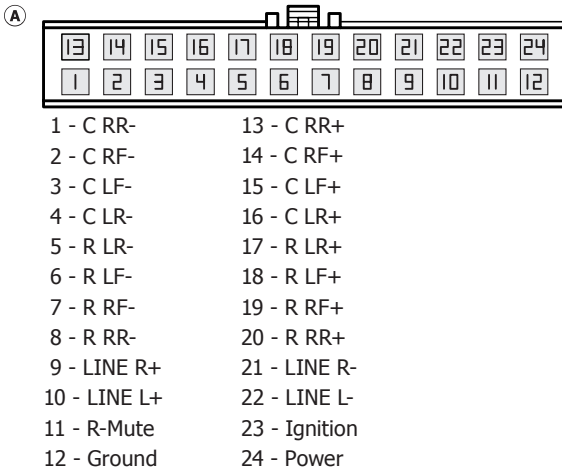 A
13 14 15 16 17 18 19 20 21 22 23 24
1 2 3 4 5 6 7 8 9 10 11 12
1 - C RR- 13 - C RR+
2 - C RF- 14 - C RF+
3 - C LF- 15 - C LF+
4 - C LR- 16 - C LR+
5 - R LR- 17 - R LR+
6 - R LF- 18 - R LF+
7 - R RF- 19 - R RF+
8 - R RR- 20 - R RR+
9 - LINE R+ 21 - LINE R-
10 - LINE L+ 22 - LINE L-
11 - R-Mute 23 - Ignition
12 - Ground 24 - Power